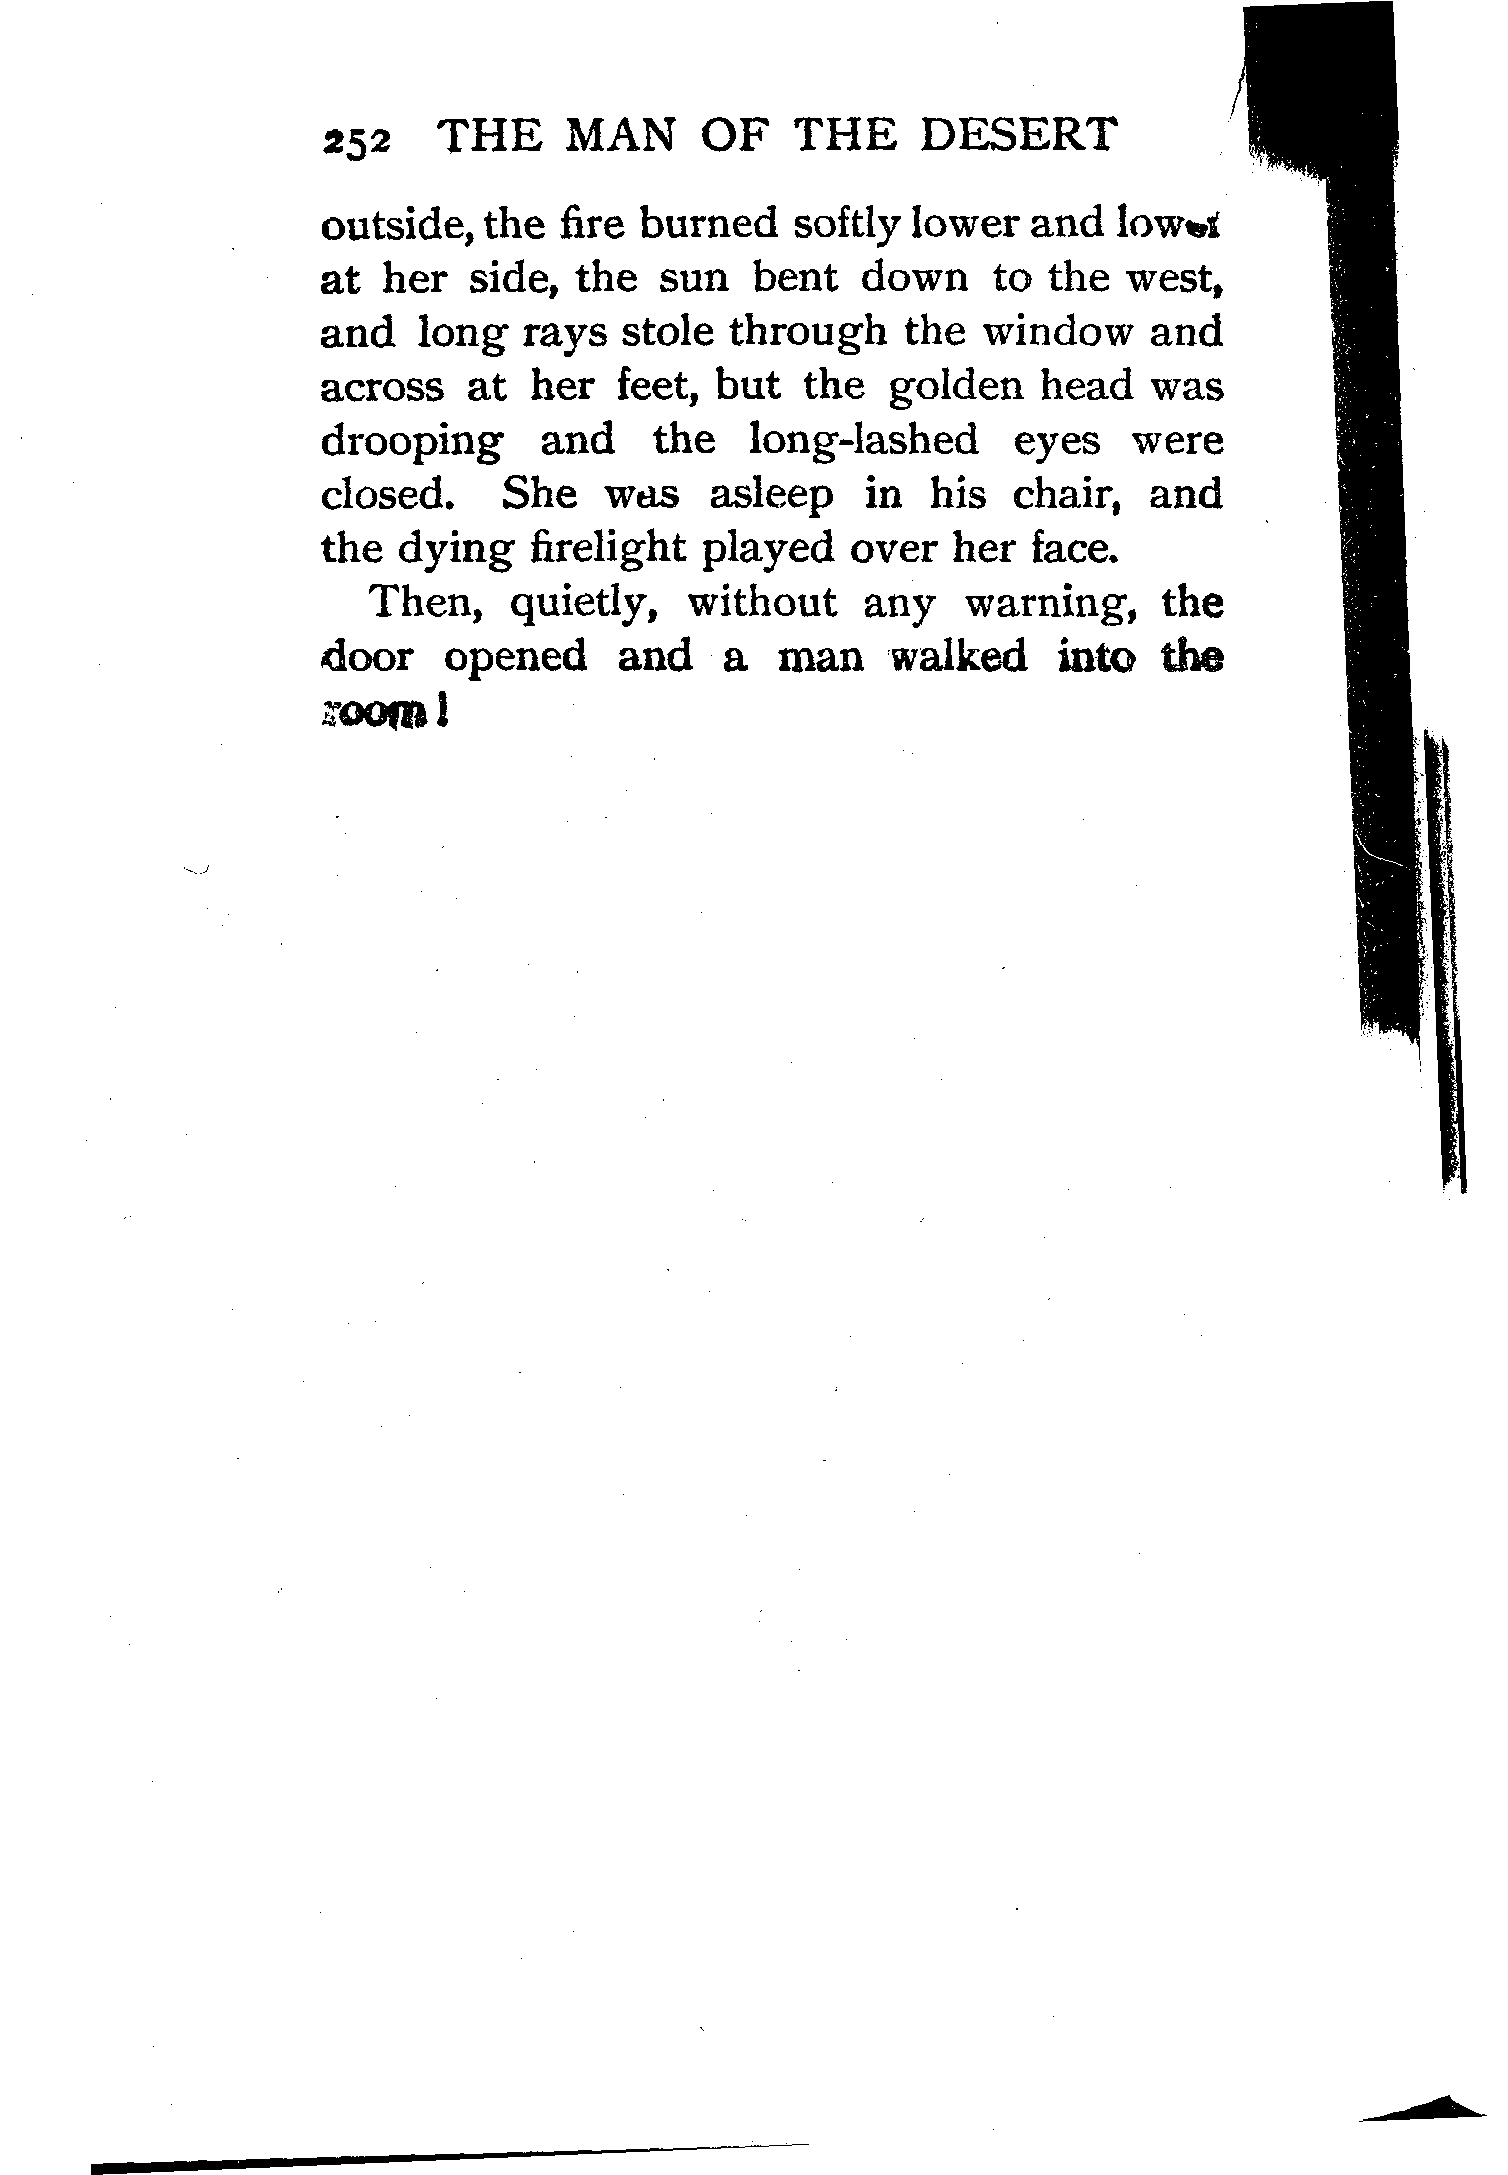 252 THE MAN OF THE DESERT
outside, the fire burned softly lower and lower
at her side, the sun bent down to the west,
and long rays stole through the window and
across at her feet, but the golden head was
drooping and the long-lashed eyes were
closed. She was asleep in his chair, and
the dying firelight played over her face.
Then, quietly, without any warning, the
door opened and a man walked into the
room!